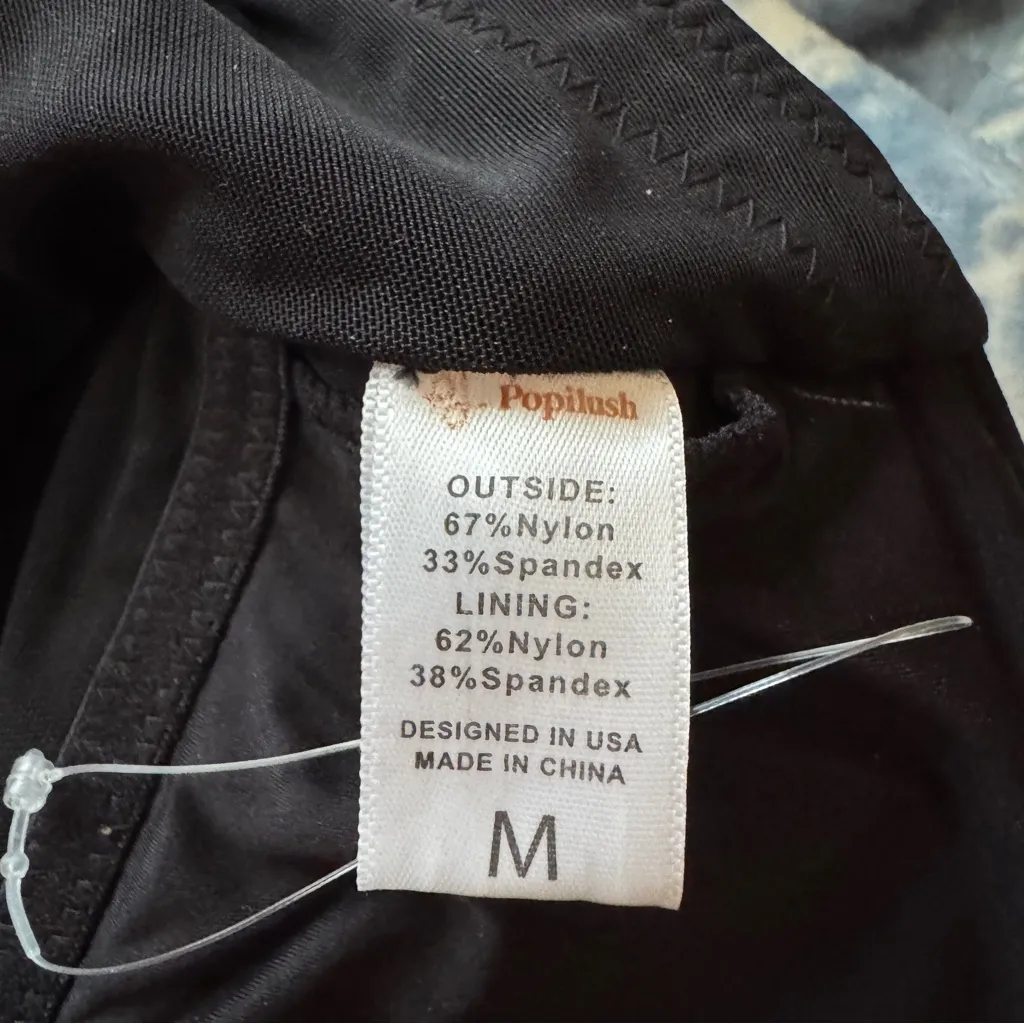 Popilush
OUTSIDE:
67%Nylon
33%Spandex
LINING:
62%Nylon
38%Spandex
DESIGNED IN USA
MADE IN CHINA
M